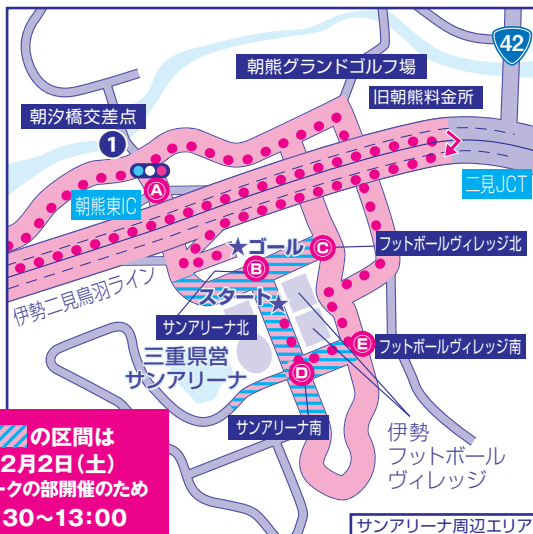 42
朝熊グランドゴルフ場
旧朝熊料金所
朝汐橋交差点
1
A
朝熊東IC
二見JCT
★ゴール
C
フットボールヴィレッジ北
B
伊勢二見鳥羽ライン
スタート★
サンアリーナ北
E
フットボールヴィレッジ南
三重県営
サンアリーナ
D
サンアリーナ南
伊勢
フットボール
ヴィレッジ
の区間は
2月2日(土)
ークの部開催のため
30〜13:00
サンアリーナ周辺エリア